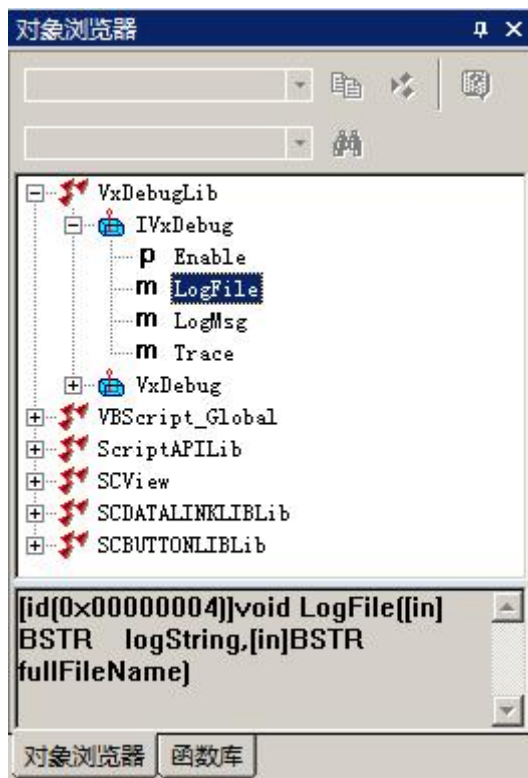 对象浏览器
VxDebugLib
IVxDebug
p Enable
m LogFile
m LogMsg
m Trace
VxDebug
VBScript_Global
ScriptAPILib
SCView
SCDATALINKLIBLib
SCBUTTONLIBLib
[id(0x00000004)]void LogFile([in]
BSTR logString,[in]BSTR
fullFileName)
对象浏览器 函数库